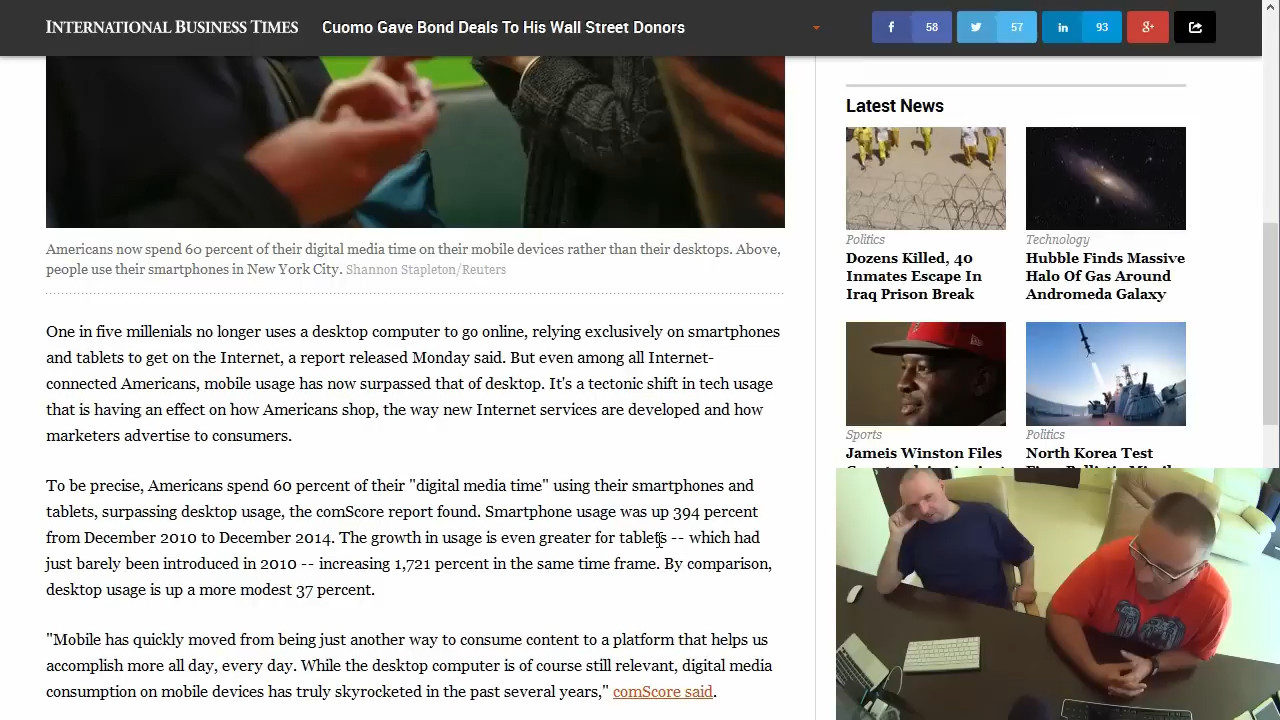 INTERNATIONAL BUSINESS TIMES
Cuomo Gave Bond Deals To His Wall Street Donors
58
57
93
Americans now spend 60 percent of their digital media time on their mobile devices rather than their desktops. Above,
people use their smartphones in New York City. Shannon Stapleton/Reuters
One in five millenials no longer uses a desktop computer to go online, relying exclusively on smartphones
and tablets to get on the Internet, a report released Monday said. But even among all Internet-
connected Americans, mobile usage has now surpassed that of desktop. It's a tectonic shift in tech usage
that is having an effect on how Americans shop, the way new Internet services are developed and how
marketers advertise to consumers.
To be precise, Americans spend 60 percent of their "digital media time" using their smartphones and
tablets, surpassing desktop usage, the comScore report found. Smartphone usage was up 394 percent
from December 2010 to December 2014. The growth in usage is even greater for tablets -- which had
just barely been introduced in 2010 -- increasing 1,721 percent in the same time frame. By comparison,
desktop usage is up a more modest 37 percent.
"Mobile has quickly moved from being just another way to consume content to a platform that helps us
accomplish more all day, every day. While the desktop computer is of course still relevant, digital media
consumption on mobile devices has truly skyrocketed in the past several years," comScore said.
Latest News
Politics
Dozens Killed, 40
Inmates Escape In
Iraq Prison Break
Technology
Hubble Finds Massive
Halo Of Gas Around
Andromeda Galaxy
Sports
Jameis Winston Files
Politics
North Korea Test